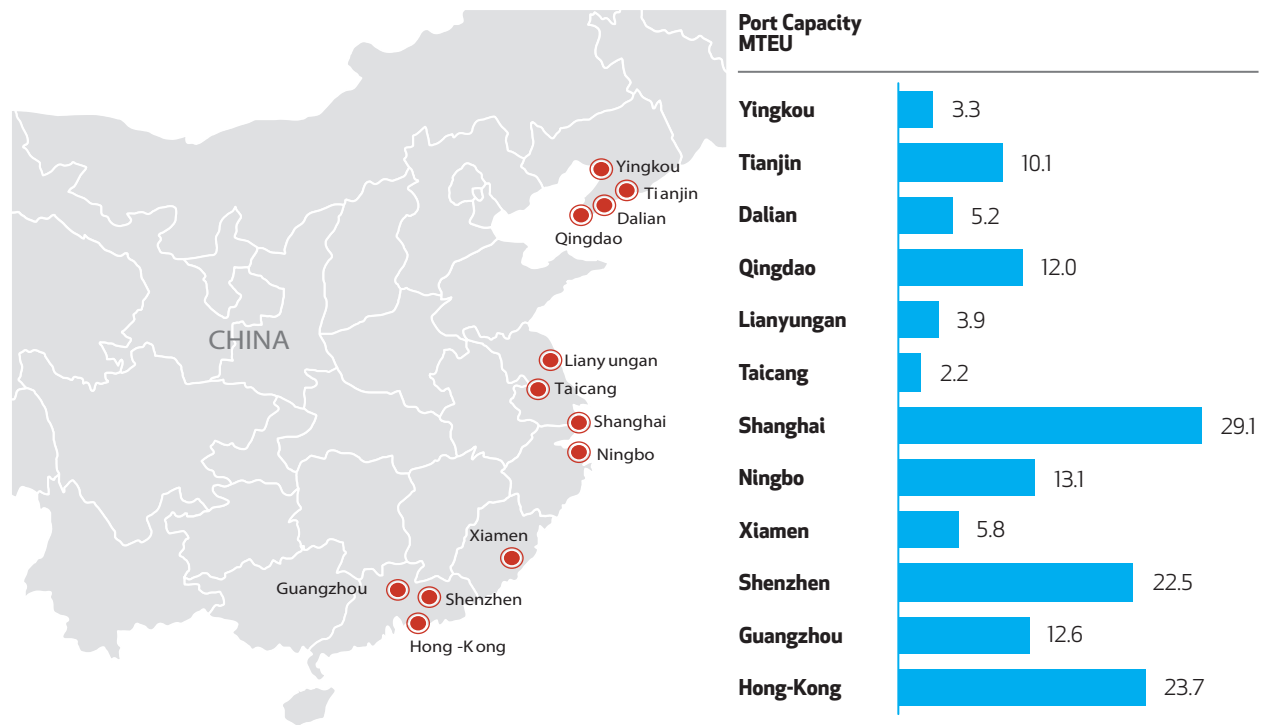 Yingkou
Tianjin
Dalian
Qingdao
CHINA
Lianyungan
Taicang
Shanghai
Ningbo
Xiamen
Guangzhou
Shenzhen
Hong -Kong
Port Capacity
MTEU
Yingkou 3.3
Tianjin 10.1
Dalian 5.2
Qingdao 12.0
Lianyungan 3.9
Taicang 2.2
Shanghai 29.1
Ningbo 13.1
Xiamen 5.8
Shenzhen 22.5
Guangzhou 12.6
Hong-Kong 23.7